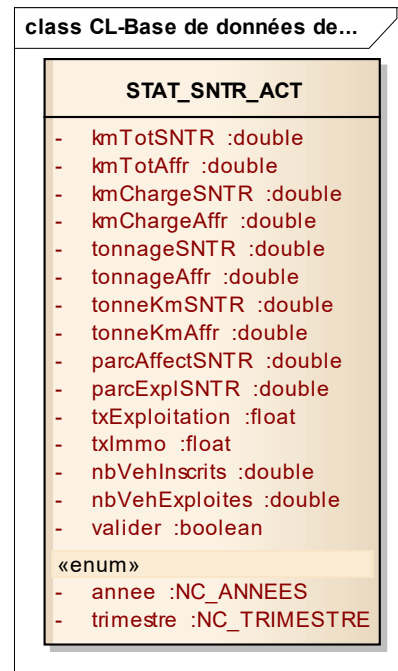 class CL-Base de données de...
STAT_SNTR_ACT
- kmTotSNTR :double
- kmTotAffr :double
- kmChargeSNTR :double
- kmChargeAffr :double
- tonnageSNTR :double
- tonnageAffr :double
- tonneKmSNTR :double
- tonneKmAffr :double
- parcAffectSNTR :double
- parcExplSNTR :double
- txExploitation :float
- txImmo :float
- nbVehInscrits :double
- nbVehExploites :double
- valider :boolean
«enum»
- annee :NC_ANNEES
- trimestre :NC_TRIMESTRE